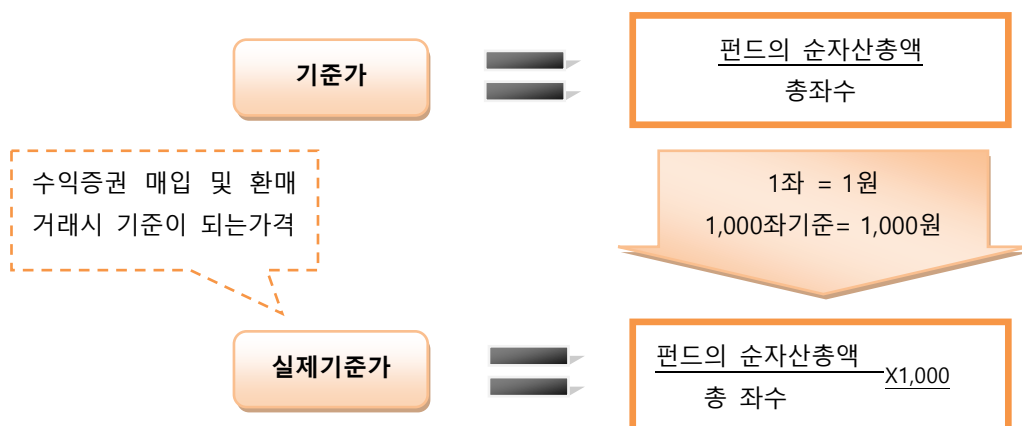 기준가
펀드의 순자산총액
총좌수
수익증권 매입 및 환매
거래시 기준이 되는가격
1좌 = 1원
1,000좌기준= 1,000원
실제기준가
펀드의 순자산총액
X1,000
총 좌수